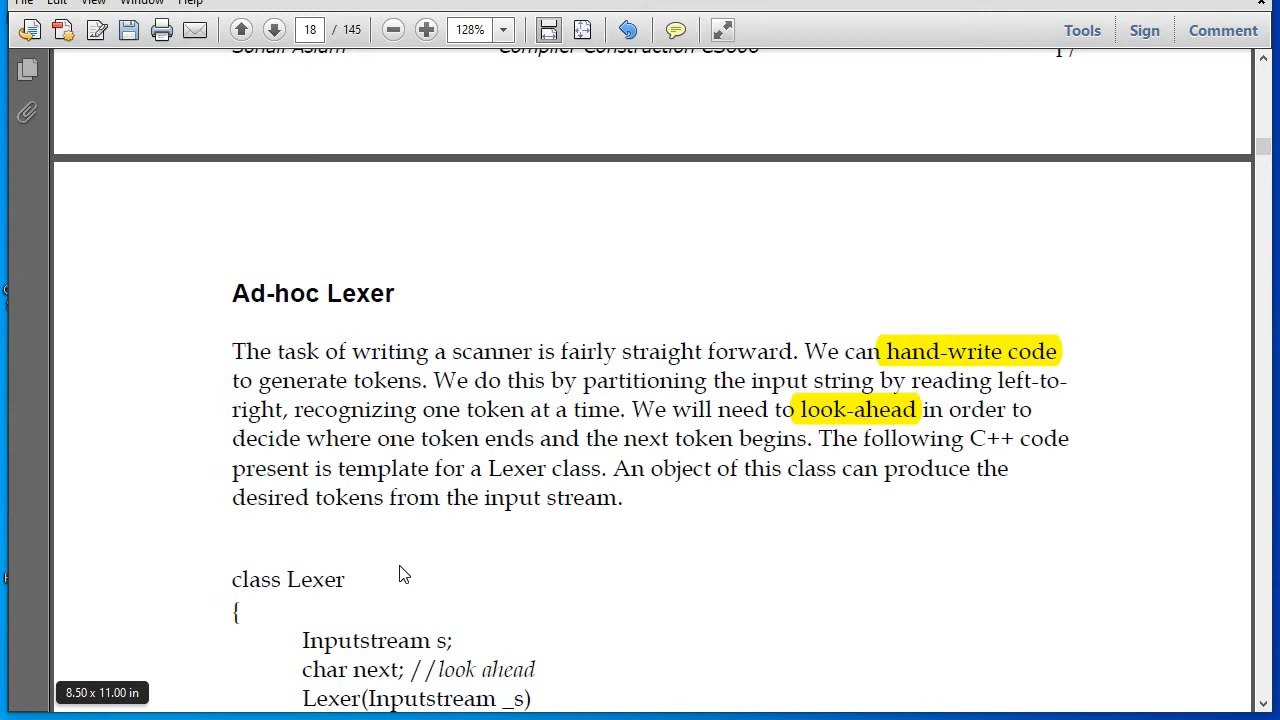 File Edit View Window Help
18 / 145 128% Tools Sign Comment
Sohail Aslam Compiler Construction CS606 17
Ad-hoc Lexer
The task of writing a scanner is fairly straight forward. We can hand-write code
to generate tokens. We do this by partitioning the input string by reading left-to-
right, recognizing one token at a time. We will need to look-ahead in order to
decide where one token ends and the next token begins. The following C++ code
present is template for a Lexer class. An object of this class can produce the
desired tokens from the input stream.
class Lexer
{
Inputstream s;
char next; //look ahead
Lexer(Inputstream _s)
8.50 x 11.00 in